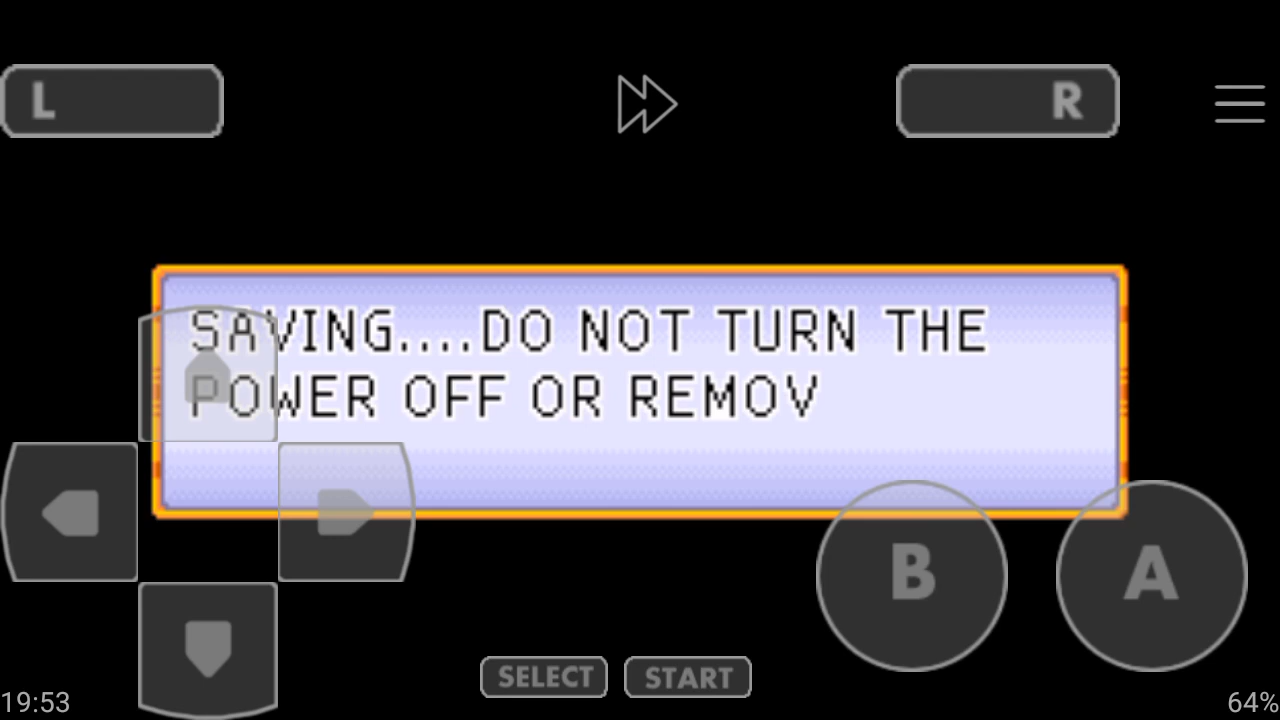 L
R
SAVING....DO NOT TURN THE
POWER OFF OR REMOV
B
A
SELECT
START
19:53
64%